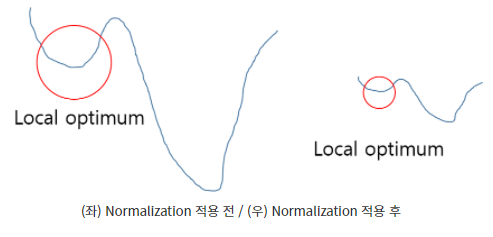 Local optimum
Local optimum
(좌) Normalization 적용 전 / (우) Normalization 적용 후